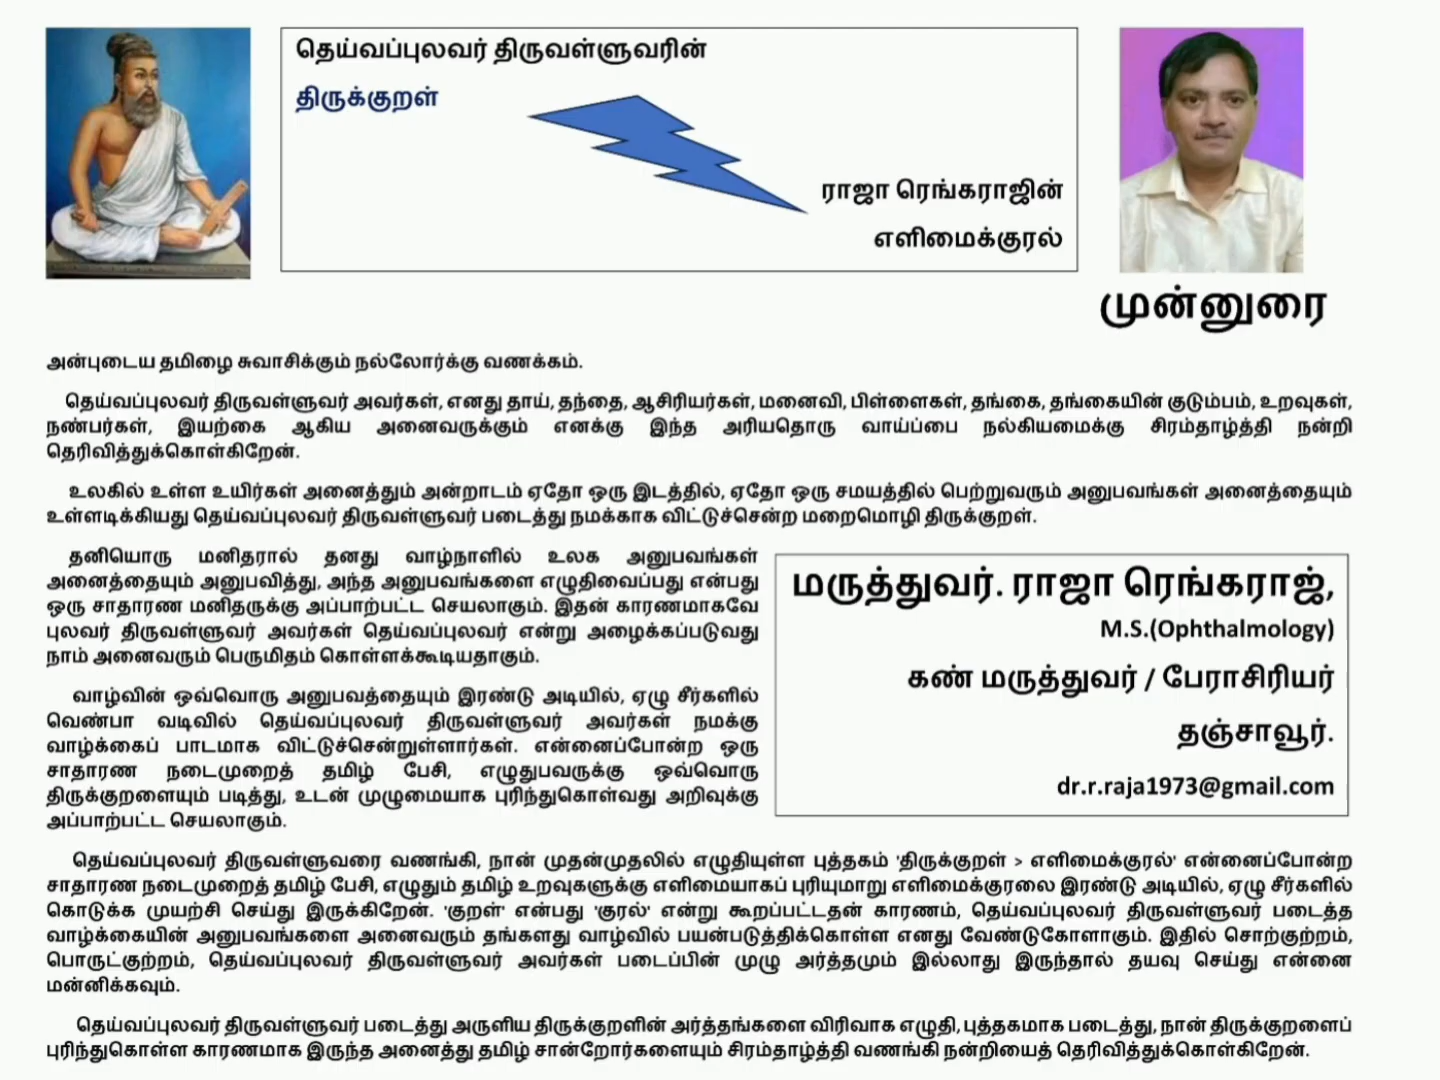 தெய்வப்புலவர் திருவள்ளுவரின்
திருக்குறள்
ராஜா ரெங்கராஜின்
எளிமைக்குரல்
முன்னுரை
அன்புடைய தமிழை சுவாசிக்கும் நல்லோர்க்கு வணக்கம்.
தெய்வப்புலவர் திருவள்ளுவர் அவர்கள், எனது தாய், தந்தை, ஆசிரியர்கள், மனைவி, பிள்ளைகள், தங்கை, தங்கையின் குடும்பம், உறவுகள்,
நண்பர்கள், இயற்கை ஆகிய அனைவருக்கும் எனக்கு இந்த அரியதொரு வாய்ப்பை நல்கியமைக்கு சிரம்தாழ்த்தி நன்றி
தெரிவித்துக்கொள்கிறேன்.
உலகில் உள்ள உயிர்கள் அனைத்தும் அன்றாடம் ஏதோ ஒரு இடத்தில், ஏதோ ஒரு சமயத்தில் பெற்றுவரும் அனுபவங்கள் அனைத்தையும்
உள்ளடிக்கியது தெய்வப்புலவர் திருவள்ளுவர் படைத்து நமக்காக விட்டுச்சென்ற மறைமொழி திருக்குறள்.
தனியொரு மனிதரால் தனது வாழ்நாளில் உலக அனுபவங்கள்
அனைத்தையும் அனுபவித்து, அந்த அனுபவங்களை எழுதிவைப்பது என்பது
ஒரு சாதாரண மனிதருக்கு அப்பாற்பட்ட செயலாகும். இதன் காரணமாகவே
புலவர் திருவள்ளுவர் அவர்கள் தெய்வப்புலவர் என்று அழைக்கப்படுவது
நாம் அனைவரும் பெருமிதம் கொள்ளக்கூடியதாகும்.
வாழ்வின் ஒவ்வொரு அனுபவத்தையும் இரண்டு அடியில், ஏழு சீர்களில்
வெண்பா வடிவில் தெய்வப்புலவர் திருவள்ளுவர் அவர்கள் நமக்கு
வாழ்க்கைப் பாடமாக விட்டுச்சென்றுள்ளார்கள். என்னைப்போன்ற ஒரு
சாதாரண நடைமுறைத் தமிழ் பேசி, எழுதுபவருக்கு ஒவ்வொரு
திருக்குறளையும் படித்து, உடன் முழுமையாக புரிந்துகொள்வது அறிவுக்கு
அப்பாற்பட்ட செயலாகும்.
மருத்துவர். ராஜா ரெங்கராஜ்,
M.S.(Ophthalmology)
கண் மருத்துவர் / பேராசிரியர்
தஞ்சாவூர்.
dr.r.raja1973@gmail.com
தெய்வப்புலவர் திருவள்ளுவரை வணங்கி, நான் முதன்முதலில் எழுதியுள்ள புத்தகம் 'திருக்குறள் > எளிமைக்குரல்' என்னைப்போன்ற
சாதாரண நடைமுறைத் தமிழ் பேசி, எழுதும் தமிழ் உறவுகளுக்கு எளிமையாகப் புரியுமாறு எளிமைக்குரலை இரண்டு அடியில், ஏழு சீர்களில்
கொடுக்க முயற்சி செய்து இருக்கிறேன். 'குறள்' என்பது 'குரல்' என்று கூறப்பட்டதன் காரணம், தெய்வப்புலவர் திருவள்ளுவர் படைத்த
வாழ்க்கையின் அனுபவங்களை அனைவரும் தங்களது வாழ்வில் பயன்படுத்திக்கொள்ள எனது வேண்டுகோளாகும். இதில் சொற்குற்றம்,
பொருட்குற்றம், தெய்வப்புலவர் திருவள்ளுவர் அவர்கள் படைப்பின் முழு அர்த்தமும் இல்லாது இருந்தால் தயவு செய்து என்னை
மன்னிக்கவும்.
தெய்வப்புலவர் திருவள்ளுவர் படைத்து அருளிய திருக்குறளின் அர்த்தங்களை விரிவாக எழுதி, புத்தகமாக படைத்து, நான் திருக்குறளைப்
புரிந்துகொள்ள காரணமாக இருந்த அனைத்து தமிழ் சான்றோர்களையும் சிரம்தாழ்த்தி வணங்கி நன்றியைத் தெரிவித்துக்கொள்கிறேன்.